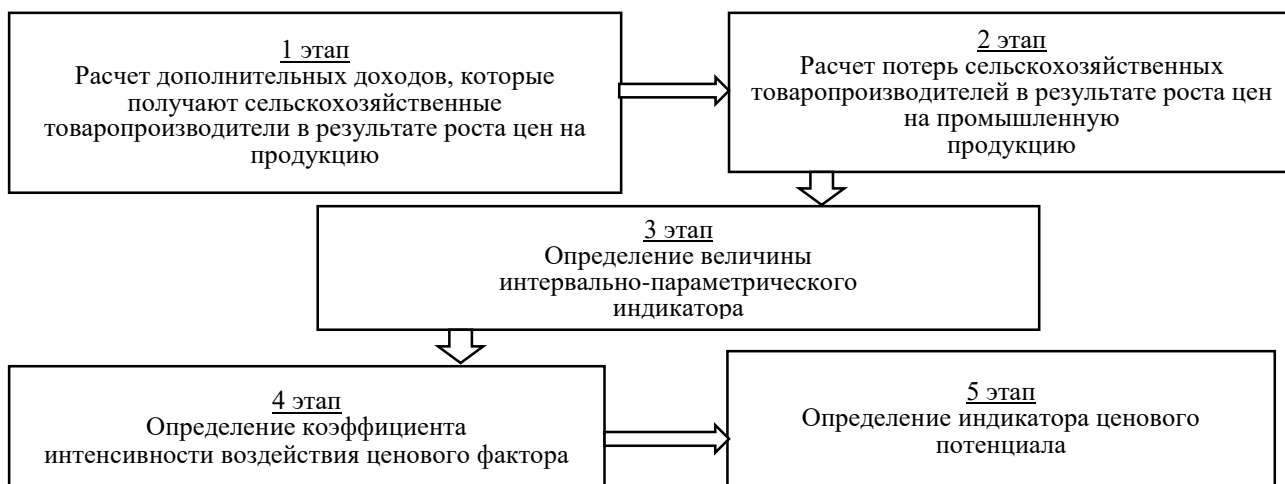 1 этап
Расчет дополнительных доходов, которые
получают сельскохозяйственные
товаропроизводители в результате роста цен на
продукцию
2 этап
Расчет потерь сельскохозяйственных
товаропроизводителей в результате роста цен
на промышленную
продукцию
3 этап
Определение величины
интервально-параметрического
индикатора
4 этап
Определение коэффициента
интенсивности воздействия ценового фактора
5 этап
Определение индикатора ценового
потенциала